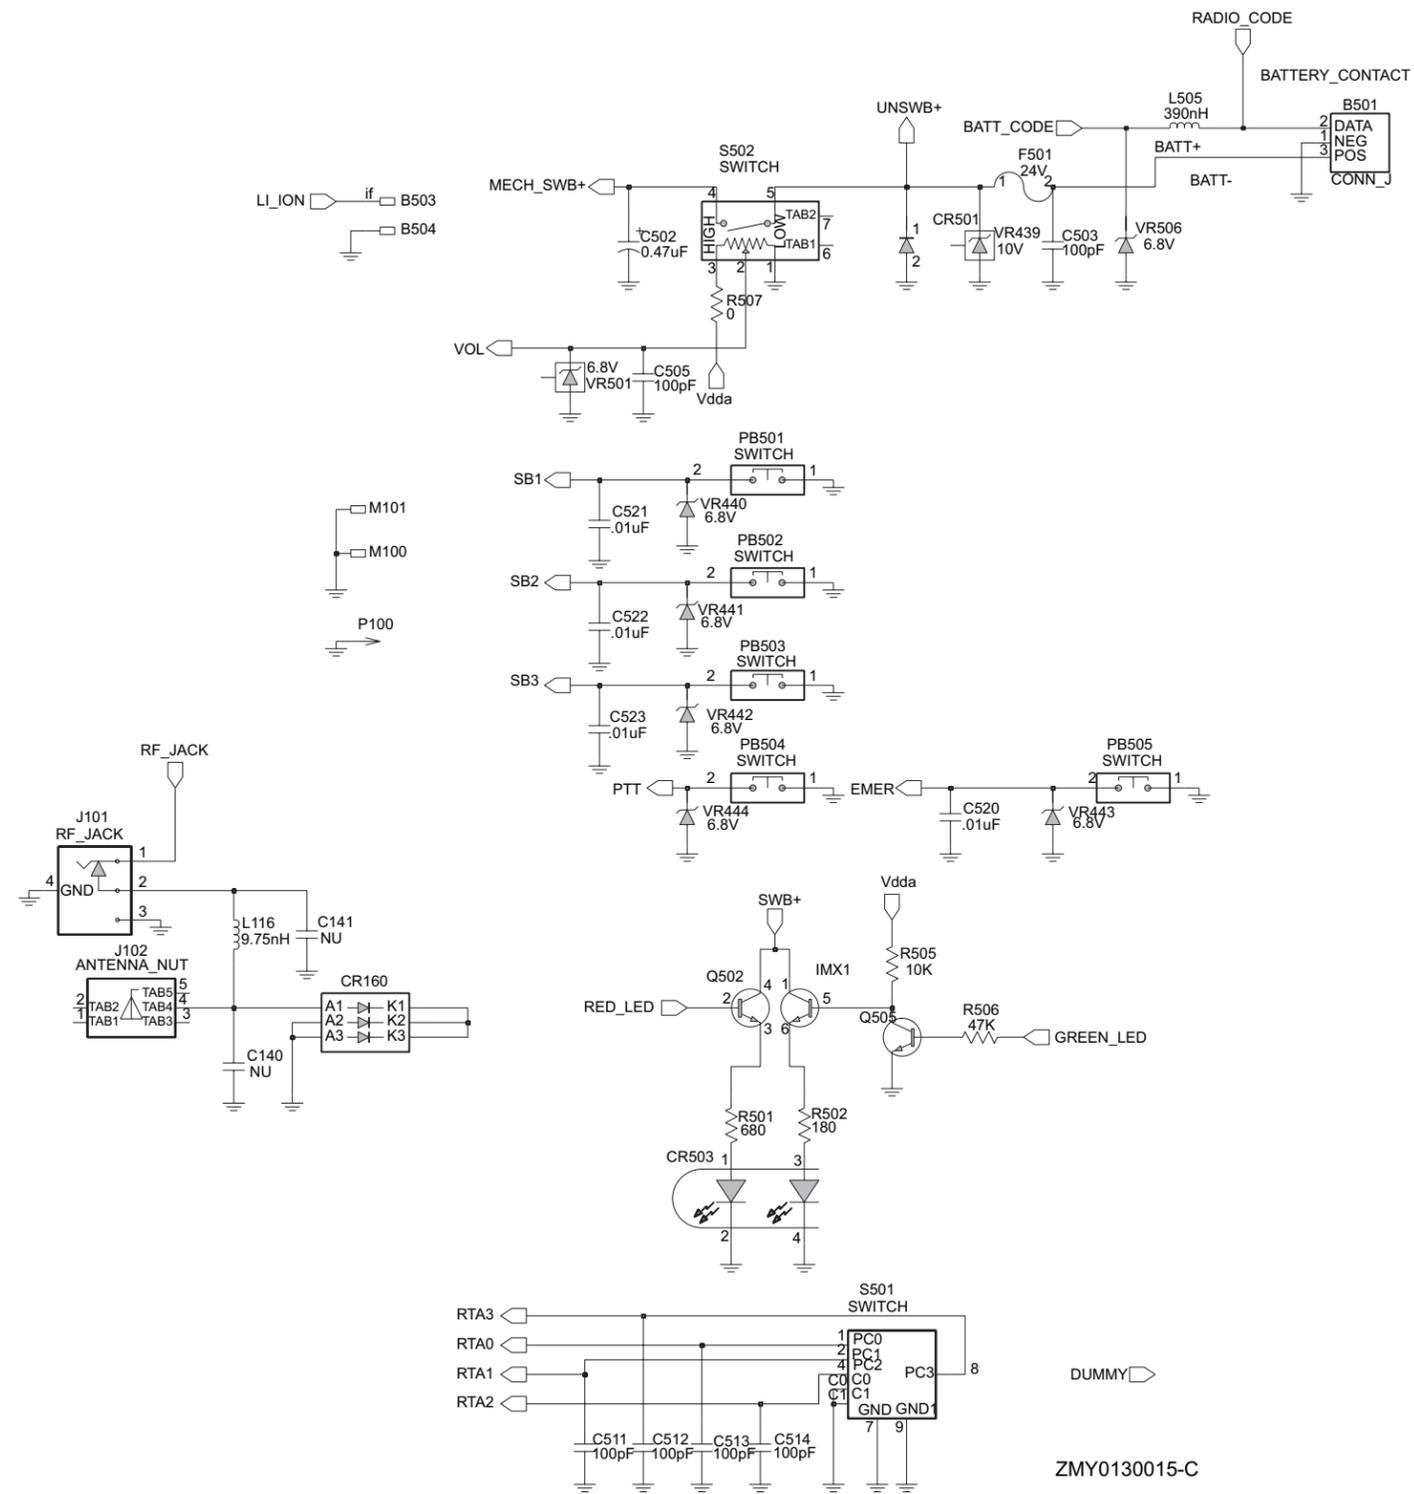 RADIO_CODE
BATTERY_CONTACT
L505
390nH
B501
UNSWB+
BATT_CODE
2
DATA
1
NEG
3
POS
CONN_J
BATT+
BATT-
F501
24V
1
2
S502
SWITCH
MECH_SWB+
4
5
LI_ION
if
B503
B504
HIGH
LOW
TAB2
7
TAB1
6
3
2
1
C502
+
0.47uF
1
2
CR501
VR439
10V
C503
100pF
VR506
6.8V
R507
0
VOL
6.8V
VR501
C505
100pF
Vdda
PB501
SWITCH
SB1
2
1
C521
.01uF
VR440
6.8V
M101
M100
PB502
SWITCH
SB2
2
1
C522
.01uF
VR441
6.8V
P100
PB503
SWITCH
SB3
2
1
C523
.01uF
VR442
6.8V
PB504
SWITCH
PTT
2
1
VR444
6.8V
PB505
SWITCH
EMER
2
1
C520
.01uF
VR443
6.8V
RF_JACK
J101
RF_JACK
1
4
GND
2
3
L116
9.75nH
C141
NU
J102
ANTENNA_NUT
TAB5
5
2
TAB2
TAB4
4
1
TAB1
TAB3
3
CR160
A1
K1
A2
K2
A3
K3
C140
NU
SWB+
Vdda
R505
10K
Q502
IMX1
4
1
RED_LED
2
5
3
6
Q505
R506
47K
GREEN_LED
R501
680
R502
180
CR503
1
3
2
4
S501
SWITCH
RTA3
RTA0
RTA1
RTA2
1
PC0
2
PC1
4
PC2
C0
C0
C1
C1
PC3
8
GND
GND1
7
9
C511
100pF
C512
100pF
C513
100pF
C514
100pF
DUMMY
ZMY0130015-C